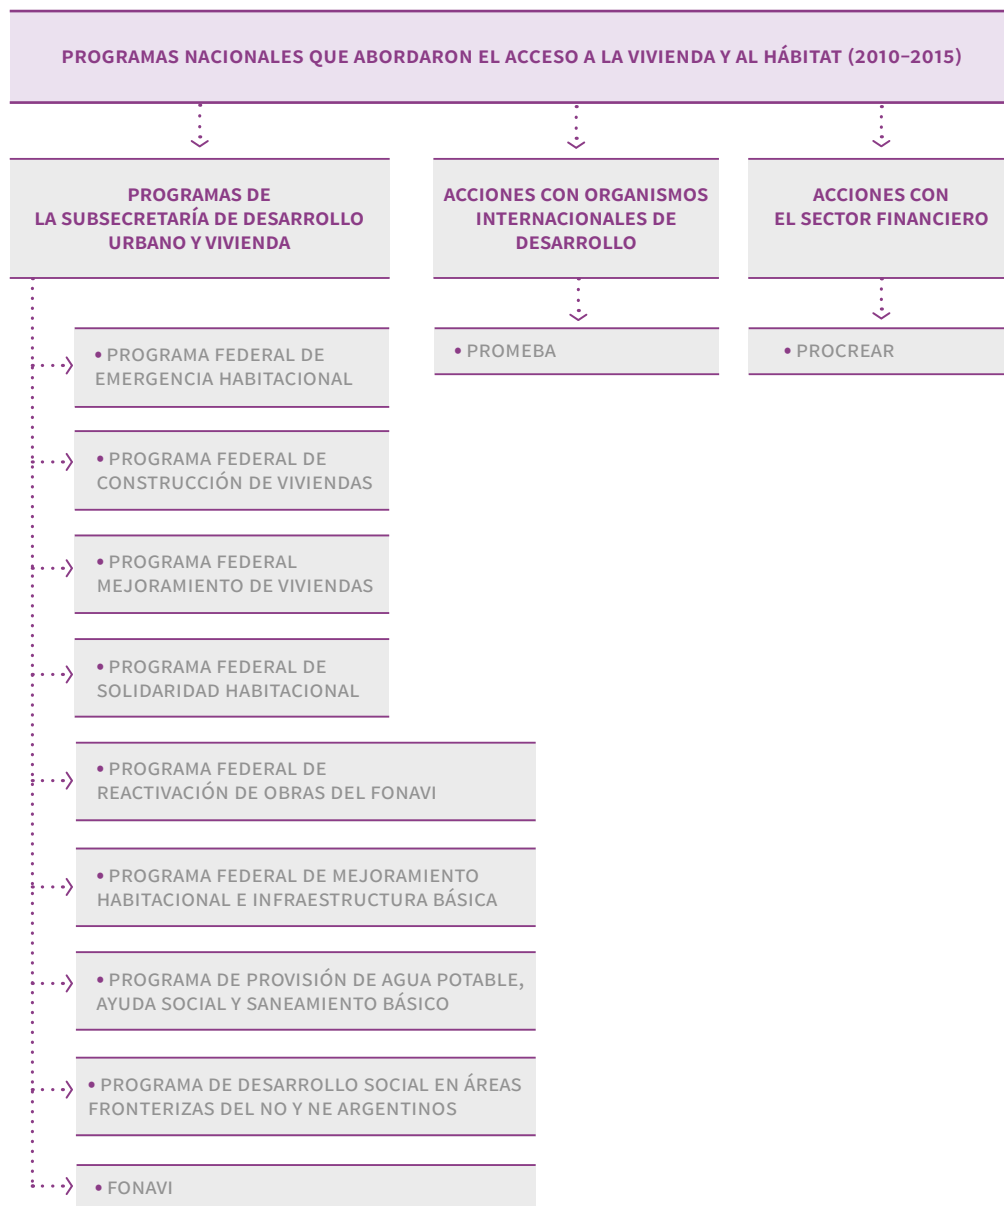 PROGRAMAS NACIONALES QUE ABORDARON EL ACCESO A LA VIVIENDA Y AL HÁBITAT (2010–2015)
PROGRAMAS DE
LA SUBSECRETARÍA DE DESARROLLO
URBANO Y VIVIENDA
ACCIONES CON ORGANISMOS
INTERNACIONALES DE
DESARROLLO
ACCIONES CON
EL SECTOR FINANCIERO
• PROGRAMA FEDERAL DE
EMERGENCIA HABITACIONAL
• PROGRAMA FEDERAL DE
CONSTRUCCIÓN DE VIVIENDAS
• PROGRAMA FEDERAL
MEJORAMIENTO DE VIVIENDAS
• PROGRAMA FEDERAL DE
SOLIDARIDAD HABITACIONAL
• PROGRAMA FEDERAL DE
REACTIVACIÓN DE OBRAS DEL FONAVI
• PROGRAMA FEDERAL DE MEJORAMIENTO
HABITACIONAL E INFRAESTRUCTURA BÁSICA
• PROGRAMA DE PROVISIÓN DE AGUA POTABLE,
AYUDA SOCIAL Y SANEAMIENTO BÁSICO
• PROGRAMA DE DESARROLLO SOCIAL EN ÁREAS
FRONTERIZAS DEL NO Y NE ARGENTINOS
• FONAVI
• PROMEBA
• PROCREAR